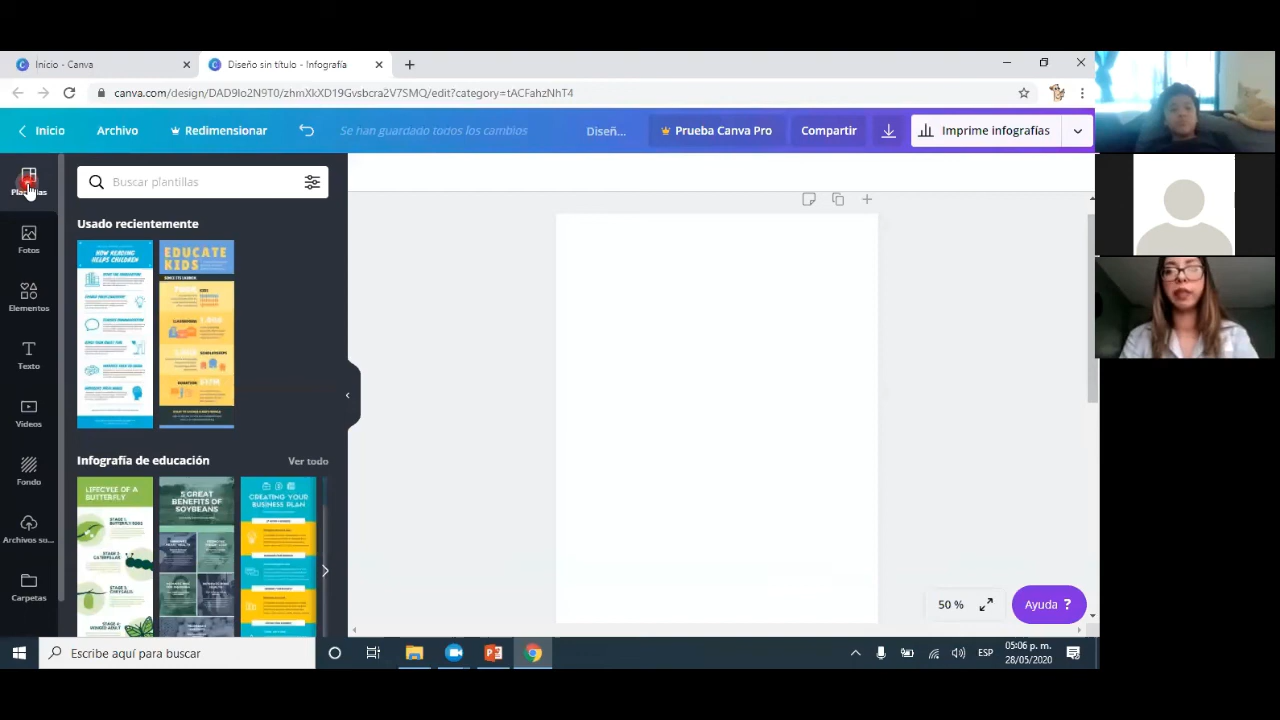 Inicio - Canva
Diseño sin título - Infografía
canva.com/design/DAD9Io2N9T0/zhmXkXD19Gvsbcra2V7SMQ/edit?category=tACFahzNhT4
Inicio
Archivo
Redimensionar
Se han guardado todos los cambios
Diseñ...
Prueba Canva Pro
Compartir
Imprime infografías
Buscar plantillas
Fotos
Elementos
Texto
Videos
Fondo
Archivos so...
Carpetas
Usado recientemente
HOW READING
HELPS CHILDREN
EDUCATE
KIDS
Infografía de educación
Ver todo
LIFECYLE OF A
BUTTERFLY
5 GREAT
BENEFITS OF
SOYBEANS
CREATING YOUR
BUSINESS PLAN
50 %
Ayuda ?
Escribe aquí para buscar
ESP
05:06 p. m.
28/05/2020